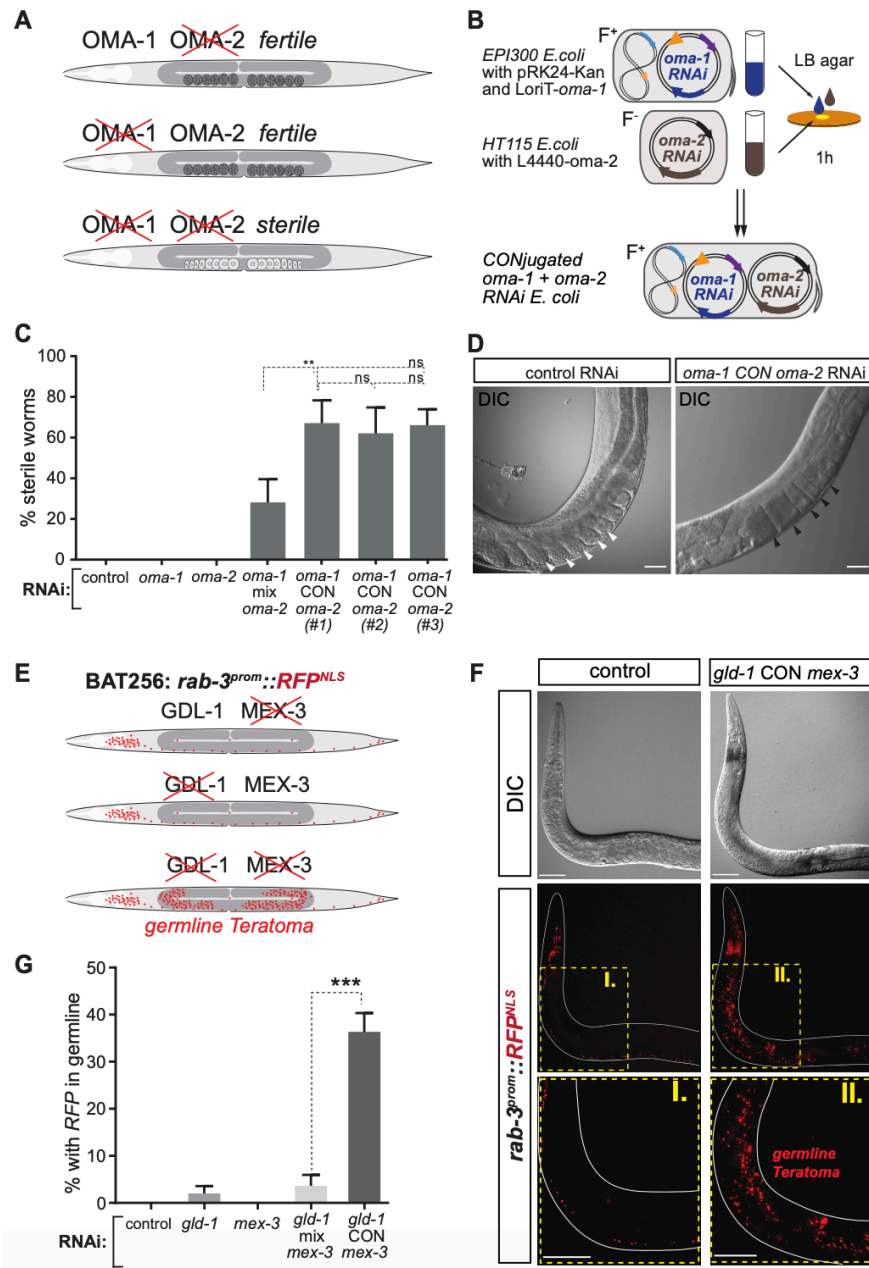 A
OMA-1 OMA-2 fertile
OMA-1 OMA-2 fertile
OMA-1 OMA-2 sterile
B
EPI300 E.coli
with pRK24-Kan
and LoriT-oma-1
F+
oma-1
RNAi
LB agar
HT115 E.coli
with L4440-oma-2
F-
oma-2
RNAi
1h
CONjugated
oma-1 + oma-2
RNAi E. coli
F+
oma-1
RNAi
oma-2
RNAi
C
% sterile worms
100
80
60
40
20
0
**
ns
ns
ns
RNAi:
control
oma-1
oma-2
oma-1
mix
oma-2
oma-1
CON
oma-2
(#1)
oma-1
CON
oma-2
(#2)
oma-1
CON
oma-2
(#3)
D
control RNAi
oma-1 CON oma-2 RNAi
DIC
DIC
E
BAT256: rab-3prom::RFPNLS
GDL-1 MEX-3
GDL-1 MEX-3
GDL-1 MEX-3
germline Teratoma
F
control
gld-1 CON mex-3
DIC
rab-3prom::RFPNLS
I.
II.
I.
II.
germline
Teratoma
G
% with RFP in germline
50
40
30
20
10
0
***
RNAi:
control
gld-1
mex-3
gld-1
mix
mex-3
gld-1
CON
mex-3